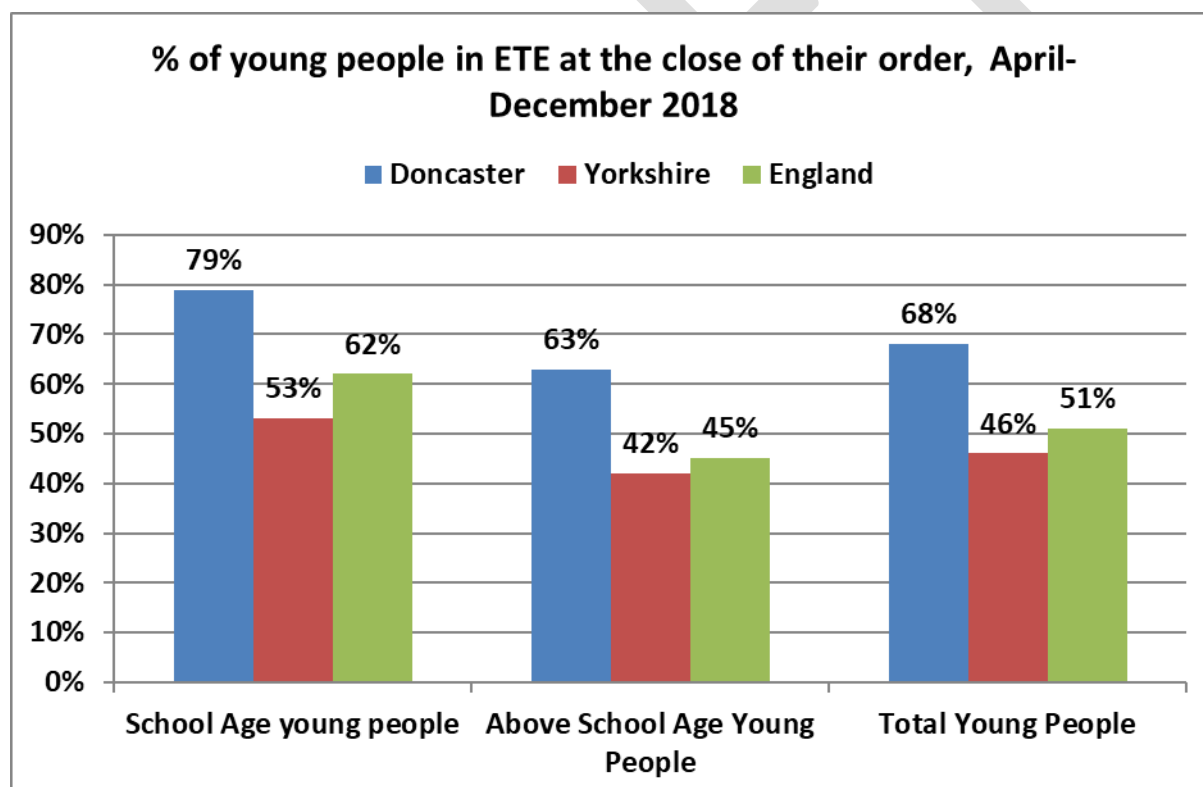 % of young people in ETE at the close of their order,  April-
December 2018
Doncaster Yorkshire England
90%
80%
70%
60%
50%
40%
30%
20%
10%
0%
79%
53%
62%
63%
42%
45%
68%
46%
51%
School Age young people
Above School Age Young
People
Total Young People